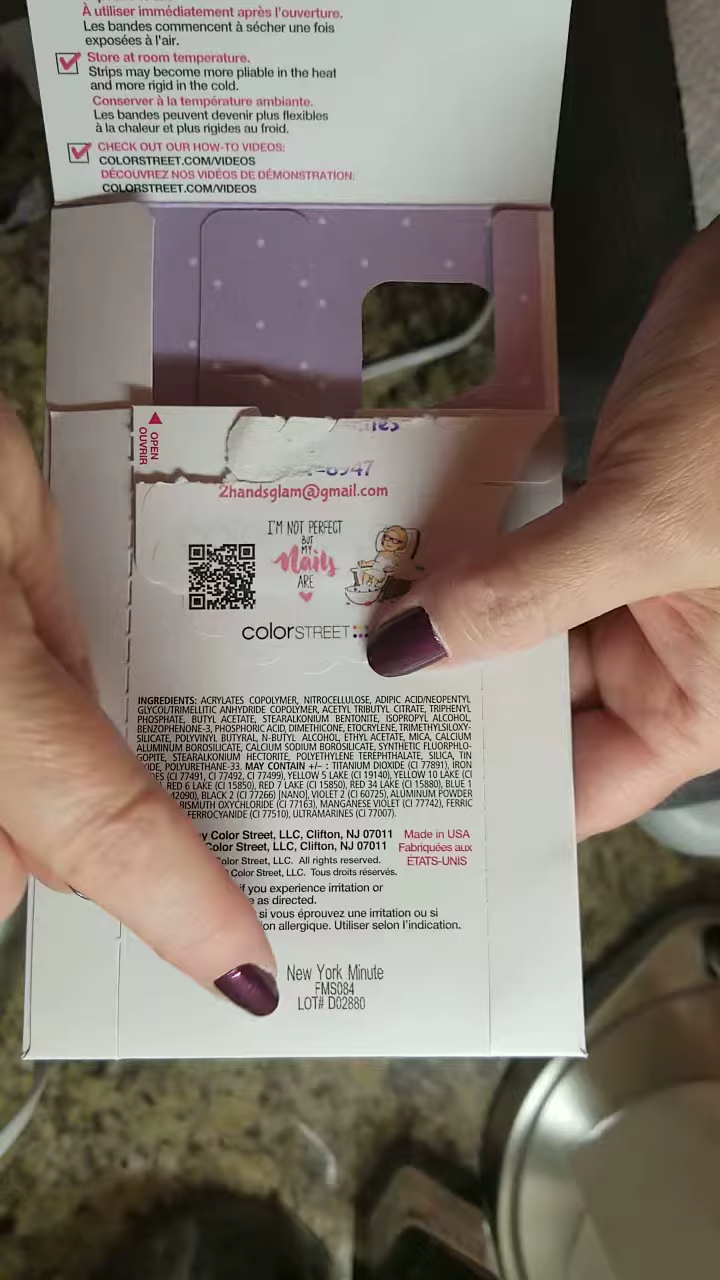 À utiliser immédiatement après l'ouverture.
Les bandes commencent à sécher une fois
exposées à l'air.
Store at room temperature.
Strips may become more pliable in the heat
and more rigid in the cold.
Conserver à la température ambiante.
Les bandes peuvent devenir plus flexibles
à la chaleur et plus rigides au froid.
CHECK OUT OUR HOW-TO VIDEOS:
COLORSTREET.COM/VIDEOS
DÉCOUVREZ NOS VIDÉOS DE DÉMONSTRATION:
COLORSTREET.COM/VIDEOS
OPEN
OUVRIR
2handsglam@gmail.com
I'M NOT PERFECT
BUT
MY
Nails
ARE
colorSTREET
INGREDIENTS: ACRYLATES COPOLYMER, NITROCELLULOSE, ADIPIC ACID/NEOPENTYL
GLYCOL/TRIMELLITIC ANHYDRIDE COPOLYMER, ACETYL TRIBUTYL CITRATE, TRIPHENYL
PHOSPHATE, BUTYL ACETATE, STEARALKONIUM BENTONITE, ISOPROPYL ALCOHOL,
BENZOPHENONE-3, PHOSPHORIC ACID, DIMETHICONE, ETOCRYLENE, TRIMETHYLSILOXY-
SILICATE, POLYVINYL BUTYRAL, N-BUTYL ALCOHOL, ETHYL ACETATE, MICA, CALCIUM
ALUMINUM BOROSILICATE, CALCIUM SODIUM BOROSILICATE, SYNTHETIC FLUORPHLO-
GOPITE, STEARALKONIUM HECTORITE, POLYETHYLENE TEREPHTHALATE, SILICA, TIN
IDE, POLYURETHANE-33. MAY CONTAIN +/– : TITANIUM DIOXIDE (CI 77891), IRON
DES (CI 77491, CI 77492, CI 77499), YELLOW 5 LAKE (CI 19140), YELLOW 10 LAKE (CI
RED 6 LAKE (CI 15850), RED 7 LAKE (CI 15850), RED 34 LAKE (CI 15880), BLUE 1
42090), BLACK 2 (CI 77266) [NANO], VIOLET 2 (CI 60725), ALUMINUM POWDER
BISMUTH OXYCHLORIDE (CI 77163), MANGANESE VIOLET (CI 77742), FERRIC
FERROCYANIDE (CI 77510), ULTRAMARINES (CI 77007).
by Color Street, LLC, Clifton, NJ 07011
Color Street, LLC, Clifton, NJ 07011
Color Street, LLC. All rights reserved.
Color Street, LLC. Tous droits réservés.
Made in USA
Fabriquées aux
ÉTATS-UNIS
if you experience irritation or
e as directed.
si vous éprouvez une irritation ou si
on allergique. Utiliser selon l'indication.
New York Minute
FMS084
LOT# D02880